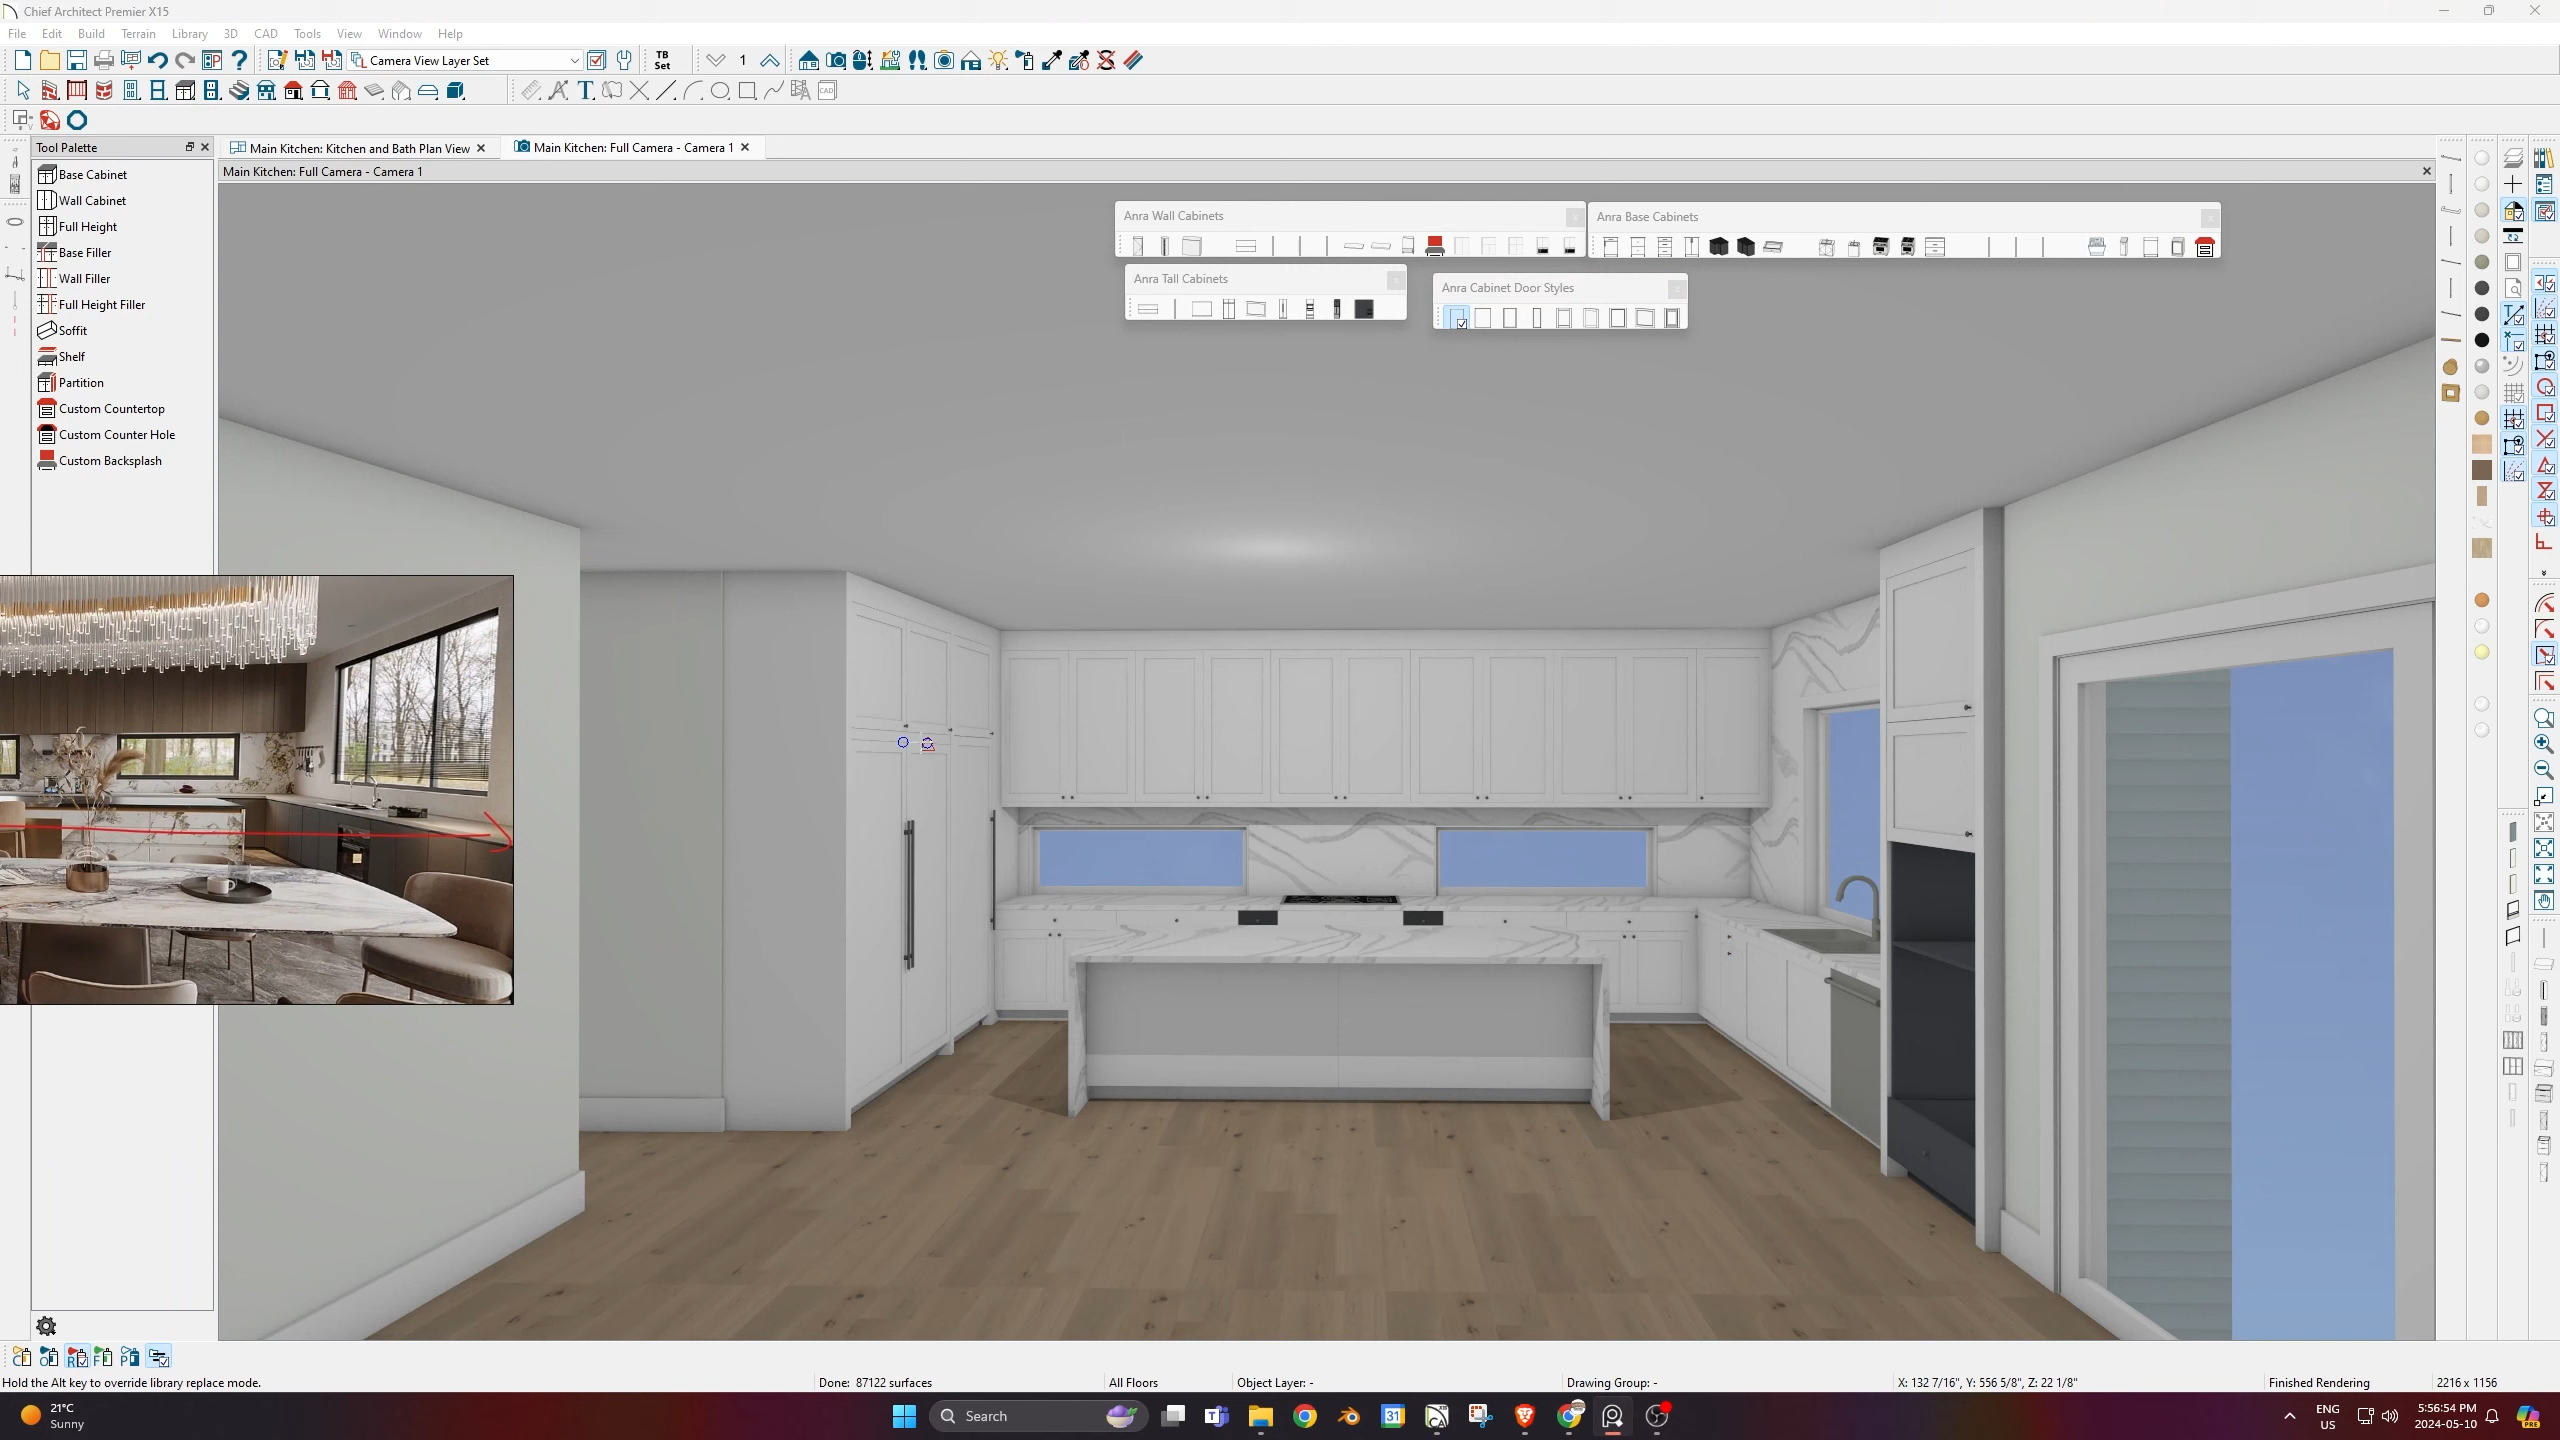 Chief Architect Premier X15
File Edit Build Terrain Library 3D CAD Tools View Window Help
Camera View Layer Set
TB Set
1
CAD
Tool Palette
Main Kitchen: Kitchen and Bath Plan View
Main Kitchen: Full Camera - Camera 1
Main Kitchen: Full Camera - Camera 1
Base Cabinet
Wall Cabinet
Full Height
Base Filler
Wall Filler
Full Height Filler
Soffit
Shelf
Partition
Custom Countertop
Custom Counter Hole
Custom Backsplash
Anra Wall Cabinets
Anra Base Cabinets
Anra Tall Cabinets
Anra Cabinet Door Styles
Hold the Alt key to override library replace mode.
Done: 87122 surfaces
All Floors
Object Layer: -
Drawing Group: -
X: 132 7/16", Y: 556 5/8", Z: 22 1/8"
Finished Rendering
2216 x 1156
21°C
Sunny
Search
31
ENG
US
5:56:54 PM
2024-05-10